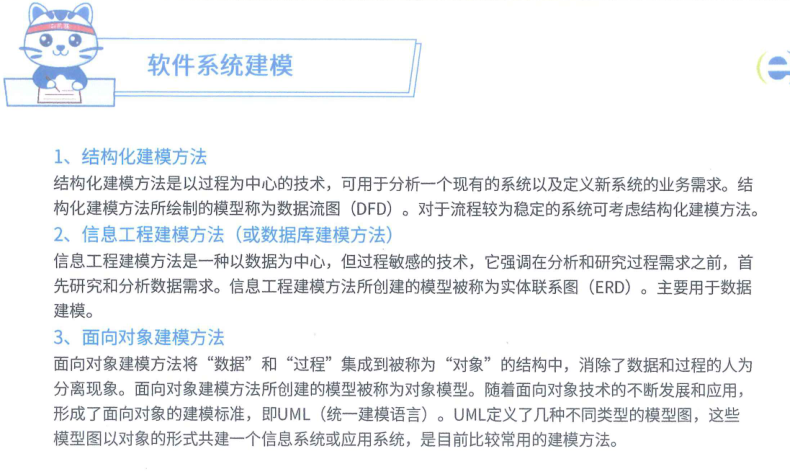 软件系统建模
1、结构化建模方法
结构化建模方法是以过程为中心的技术，可用于分析一个现有的系统以及定义新系统的业务需求。结
构化建模方法所绘制的模型称为数据流图（DFD）。对于流程较为稳定的系统可考虑结构化建模方法。
2、信息工程建模方法（或数据库建模方法）
信息工程建模方法是一种以数据为中心，但过程敏感的技术，它强调在分析和研究过程需求之前，首
先研究和分析数据需求。信息工程建模方法所创建的模型被称为实体联系图（ERD）。主要用于数据
建模。
3、面向对象建模方法
面向对象建模方法将“数据”和“过程”集成到被称为“对象”的结构中，消除了数据和过程的人为
分离现象。面向对象建模方法所创建的模型被称为对象模型。随着面向对象技术的不断发展和应用，
形成了面向对象的建模标准，即UML（统一建模语言）。UML定义了几种不同类型的模型图，这些
模型图以对象的形式共建一个信息系统或应用系统，是目前比较常用的建模方法。